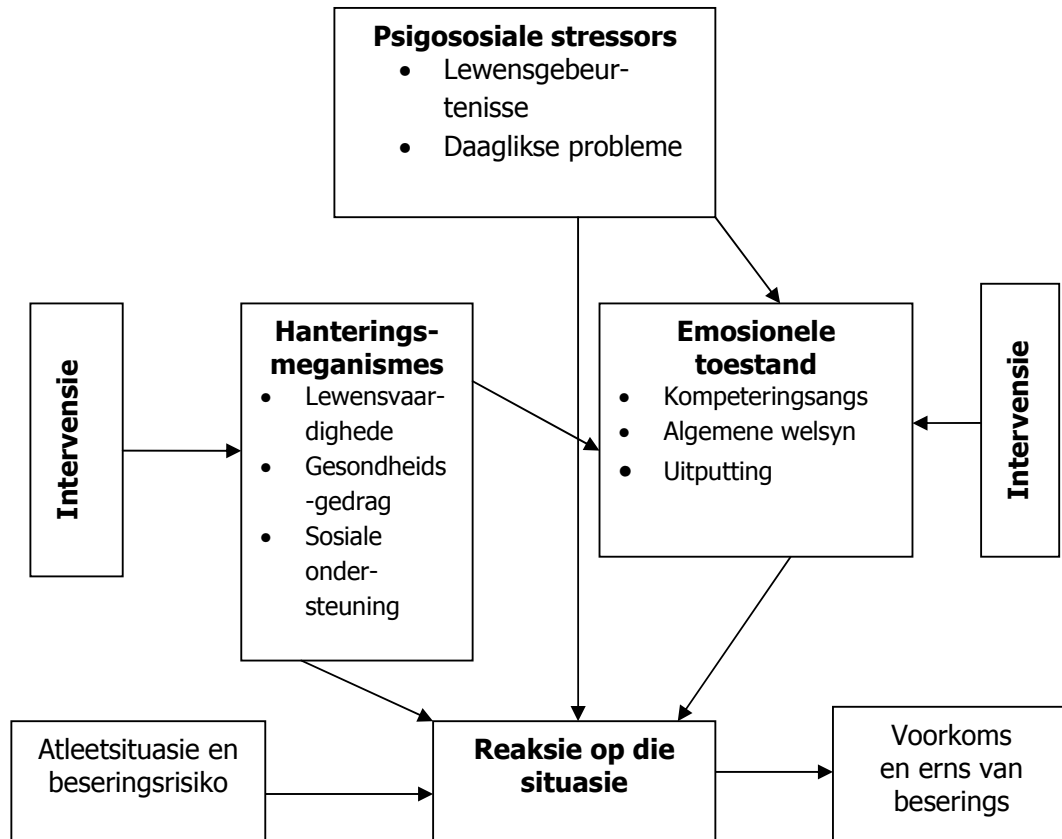 Psigososiale stressors
• Lewensgebeur-
tenisse
• Daaglikse probleme
Intervensie
Hanterings-
meganismes
• Lewensvaar-
dighede
• Gesondheids
-gedrag
• Sosiale
onder-
steuning
Emosionele
toestand
• Kompeteringsangs
• Algemene welsyn
• Uitputting
Intervensie
Atleetsituasie en
beseringsrisiko
Reaksie op die
situasie
Voorkoms
en erns van
beserings